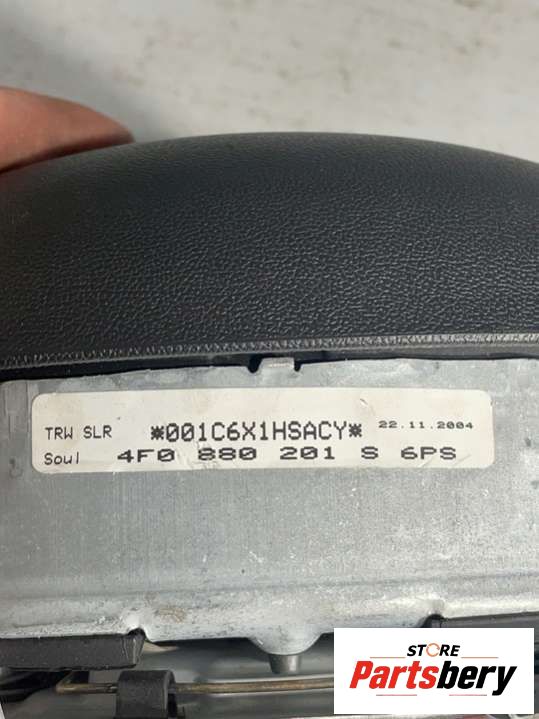 TRW SLR *001C6X1HSACY* 22.11.2004
Soul 4F0 880 201 S 6PS
STORE
Partsbery